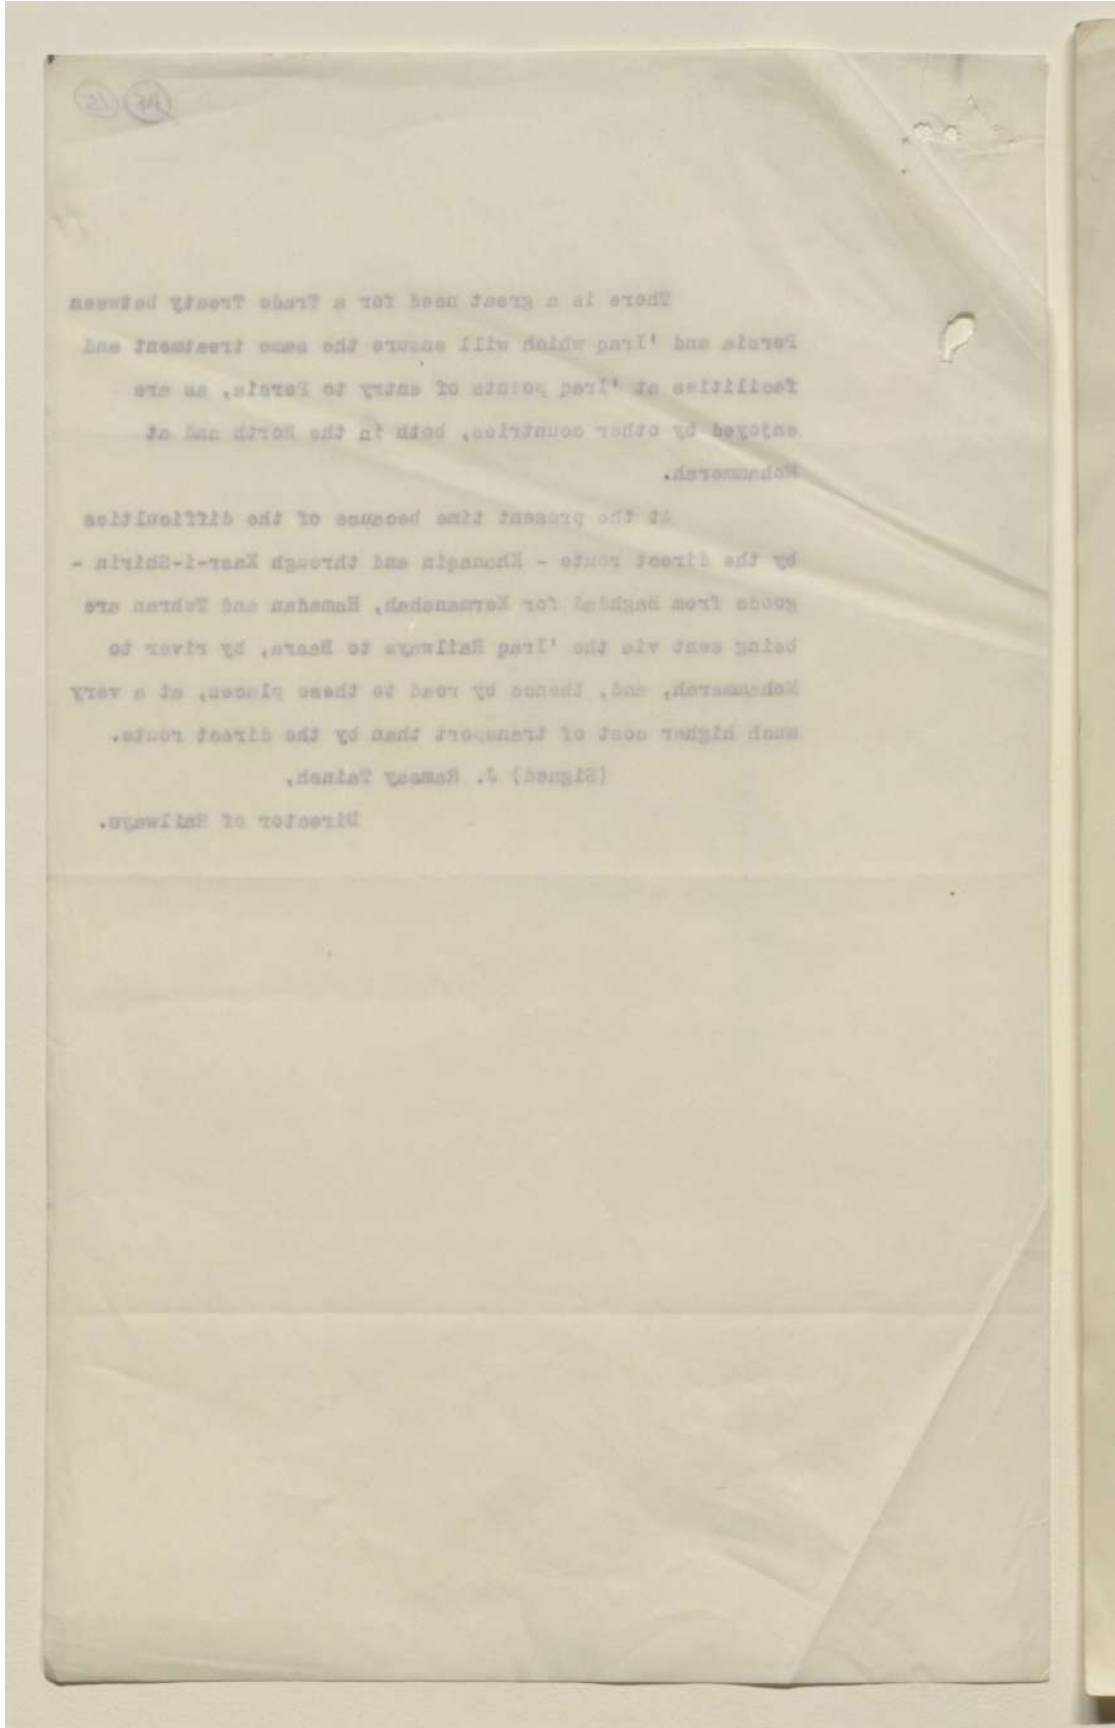 There is a great need for a Trade Treaty between
Persia and 'Iraq which will ensure the same treatment and
facilities at 'Iraq points of entry to Persia, as are
enjoyed by other countries, both in the North and at
Mohammerah.
At the present time because of the difficulties
by the direct route - Khanaqin and through Kasr-i-Shirin -
goods from Baghdad for Kermanshah, Hamadan and Tehran are
being sent via the 'Iraq Railways to Basra, by river to
Mohammerah, and, thence by road to these places, at a very
much higher cost of transport than by the direct route.
(Signed) J. Ramsay Tainsh,
Director of Railways.